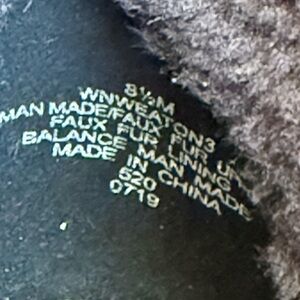 8½M
WNWEATON3
MAN MADE/FAUX
FAUX FUR FUR UP
BALANCE MAN MADE
MADE LINING
IN CHINA
520
0719